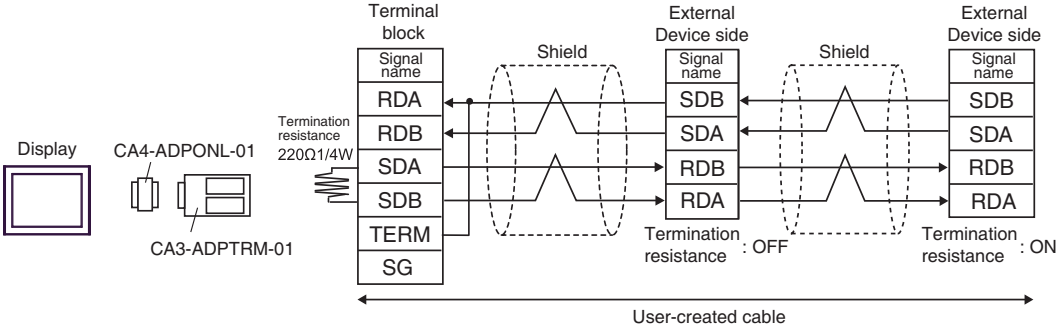 Display
CA4-ADPONL-01
CA3-ADPTRM-01
Termination
resistance
220Ω1/4W
Terminal
block
Signal
name
RDA
RDB
SDA
SDB
TERM
SG
Shield
External
Device side
Signal
name
SDB
SDA
RDB
RDA
Termination
resistance : OFF
Shield
External
Device side
Signal
name
SDB
SDA
RDB
RDA
Termination
resistance : ON
User-created cable